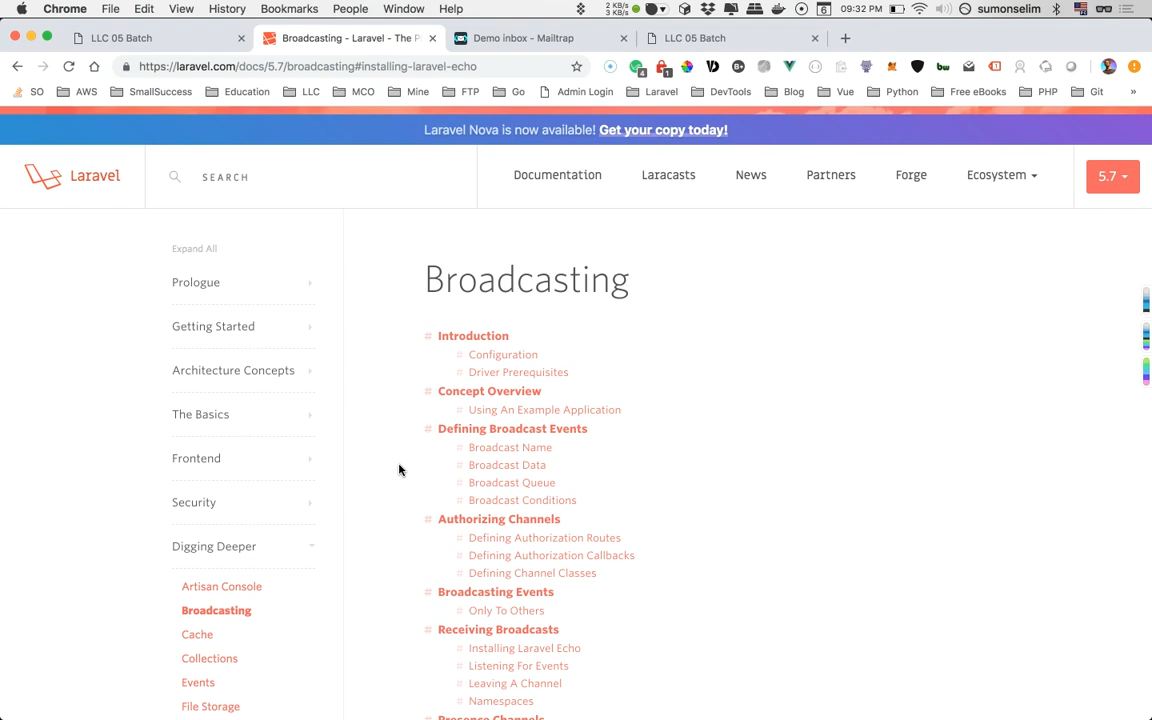 Chrome File Edit View History Bookmarks People Window Help 2 KB/s 3 KB/s 6 09:32 PM sumonselim
LLC 05 Batch Broadcasting - Laravel - The P Demo inbox - Mailtrap LLC 05 Batch
https://laravel.com/docs/5.7/broadcasting#installing-laravel-echo
SO AWS SmallSuccess Education LLC MCO Mine FTP Go Admin Login Laravel DevTools Blog Vue Python Free eBooks PHP Git »
Laravel Nova is now available! Get your copy today!
Laravel SEARCH Documentation Laracasts News Partners Forge Ecosystem 5.7
Expand All
Prologue
Getting Started
Architecture Concepts
The Basics
Frontend
Security
Digging Deeper
Artisan Console
Broadcasting
Cache
Collections
Events
File Storage
Broadcasting
# Introduction
# Configuration
# Driver Prerequisites
# Concept Overview
# Using An Example Application
# Defining Broadcast Events
# Broadcast Name
# Broadcast Data
# Broadcast Queue
# Broadcast Conditions
# Authorizing Channels
# Defining Authorization Routes
# Defining Authorization Callbacks
# Defining Channel Classes
# Broadcasting Events
# Only To Others
# Receiving Broadcasts
# Installing Laravel Echo
# Listening For Events
# Leaving A Channel
# Namespaces
# Presence Channels